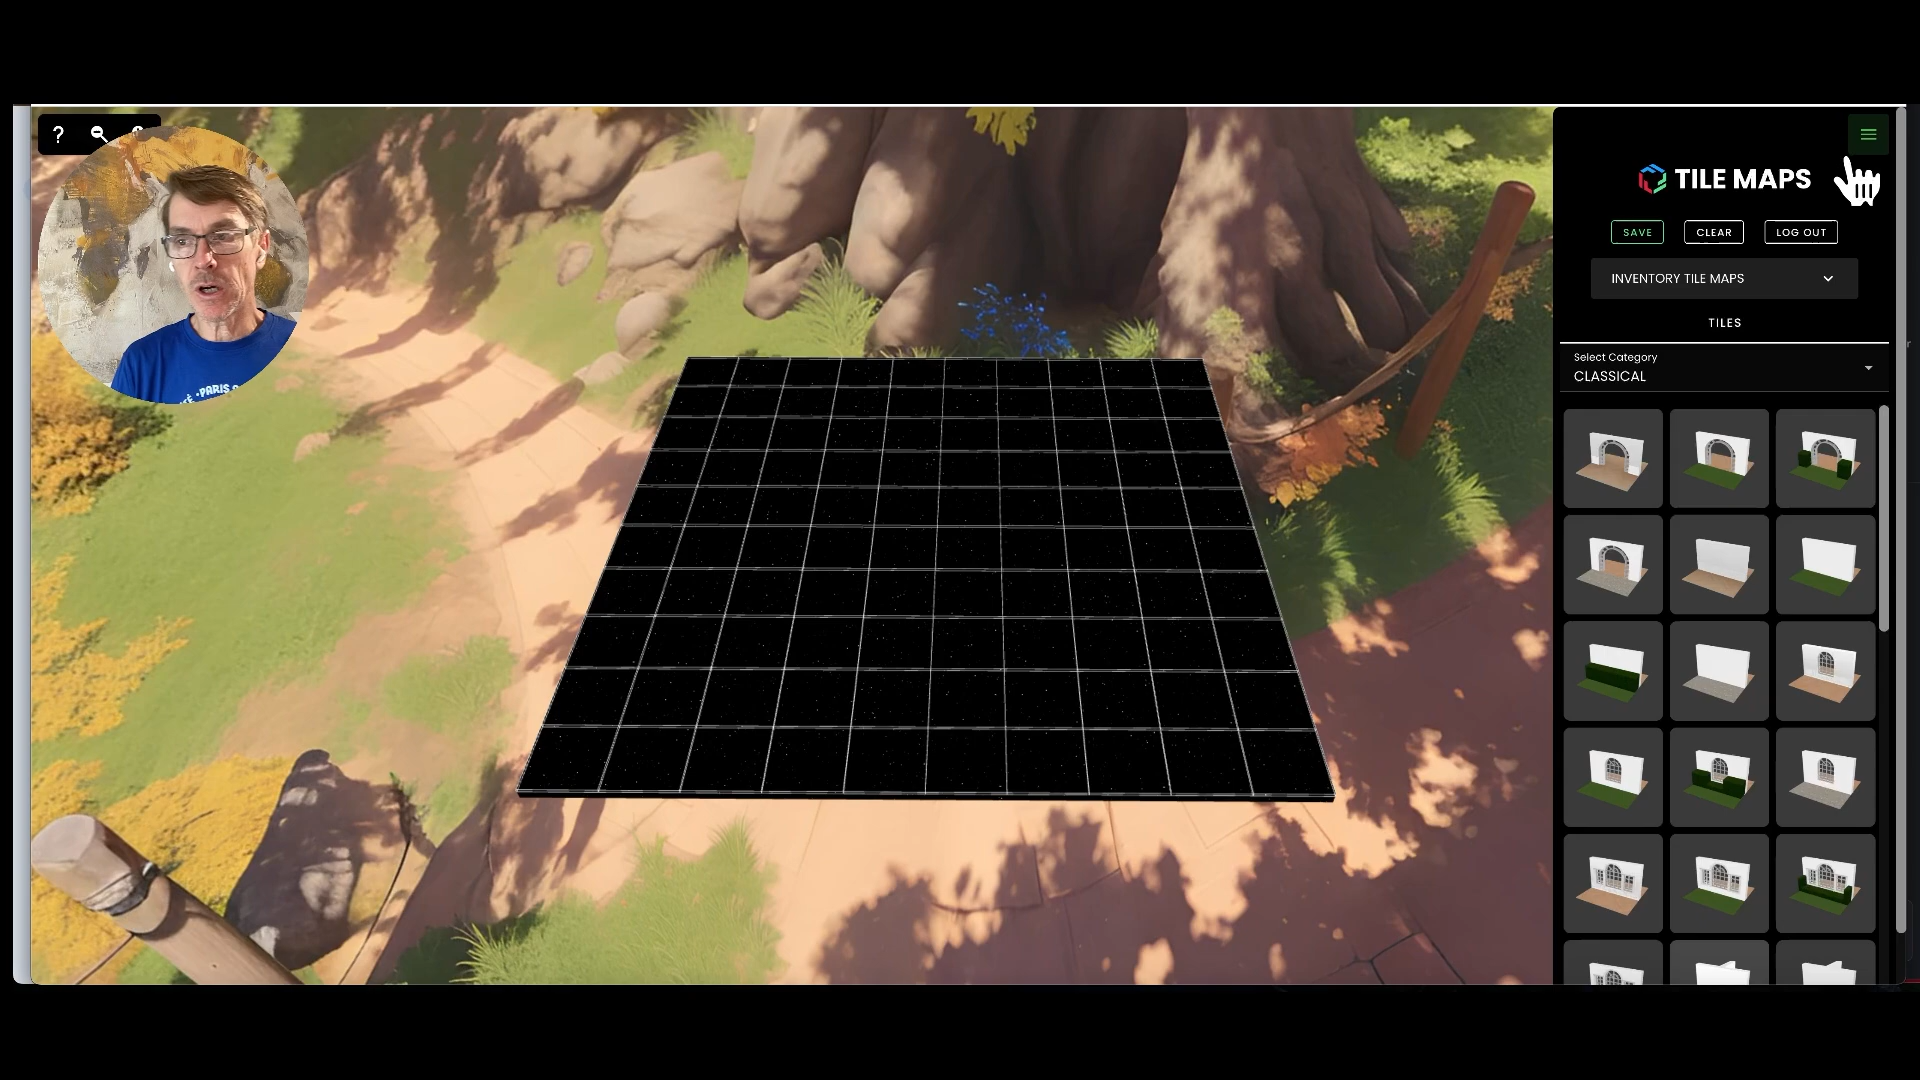 ?
TILE MAPS
SAVE CLEAR LOG OUT
INVENTORY TILE MAPS
TILES
Select Category
CLASSICAL